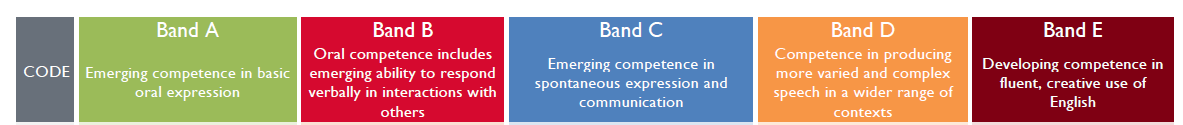 CODE
Band A
Emerging competence in basic
oral expression
Band B
Oral competence includes
emerging ability to respond
verbally in interactions with
others
Band C
Emerging competence in
spontaneous expression and
communication
Band D
Competence in producing
more varied and complex
speech in a wider range of
contexts
Band E
Developing competence in
fluent, creative use of
English